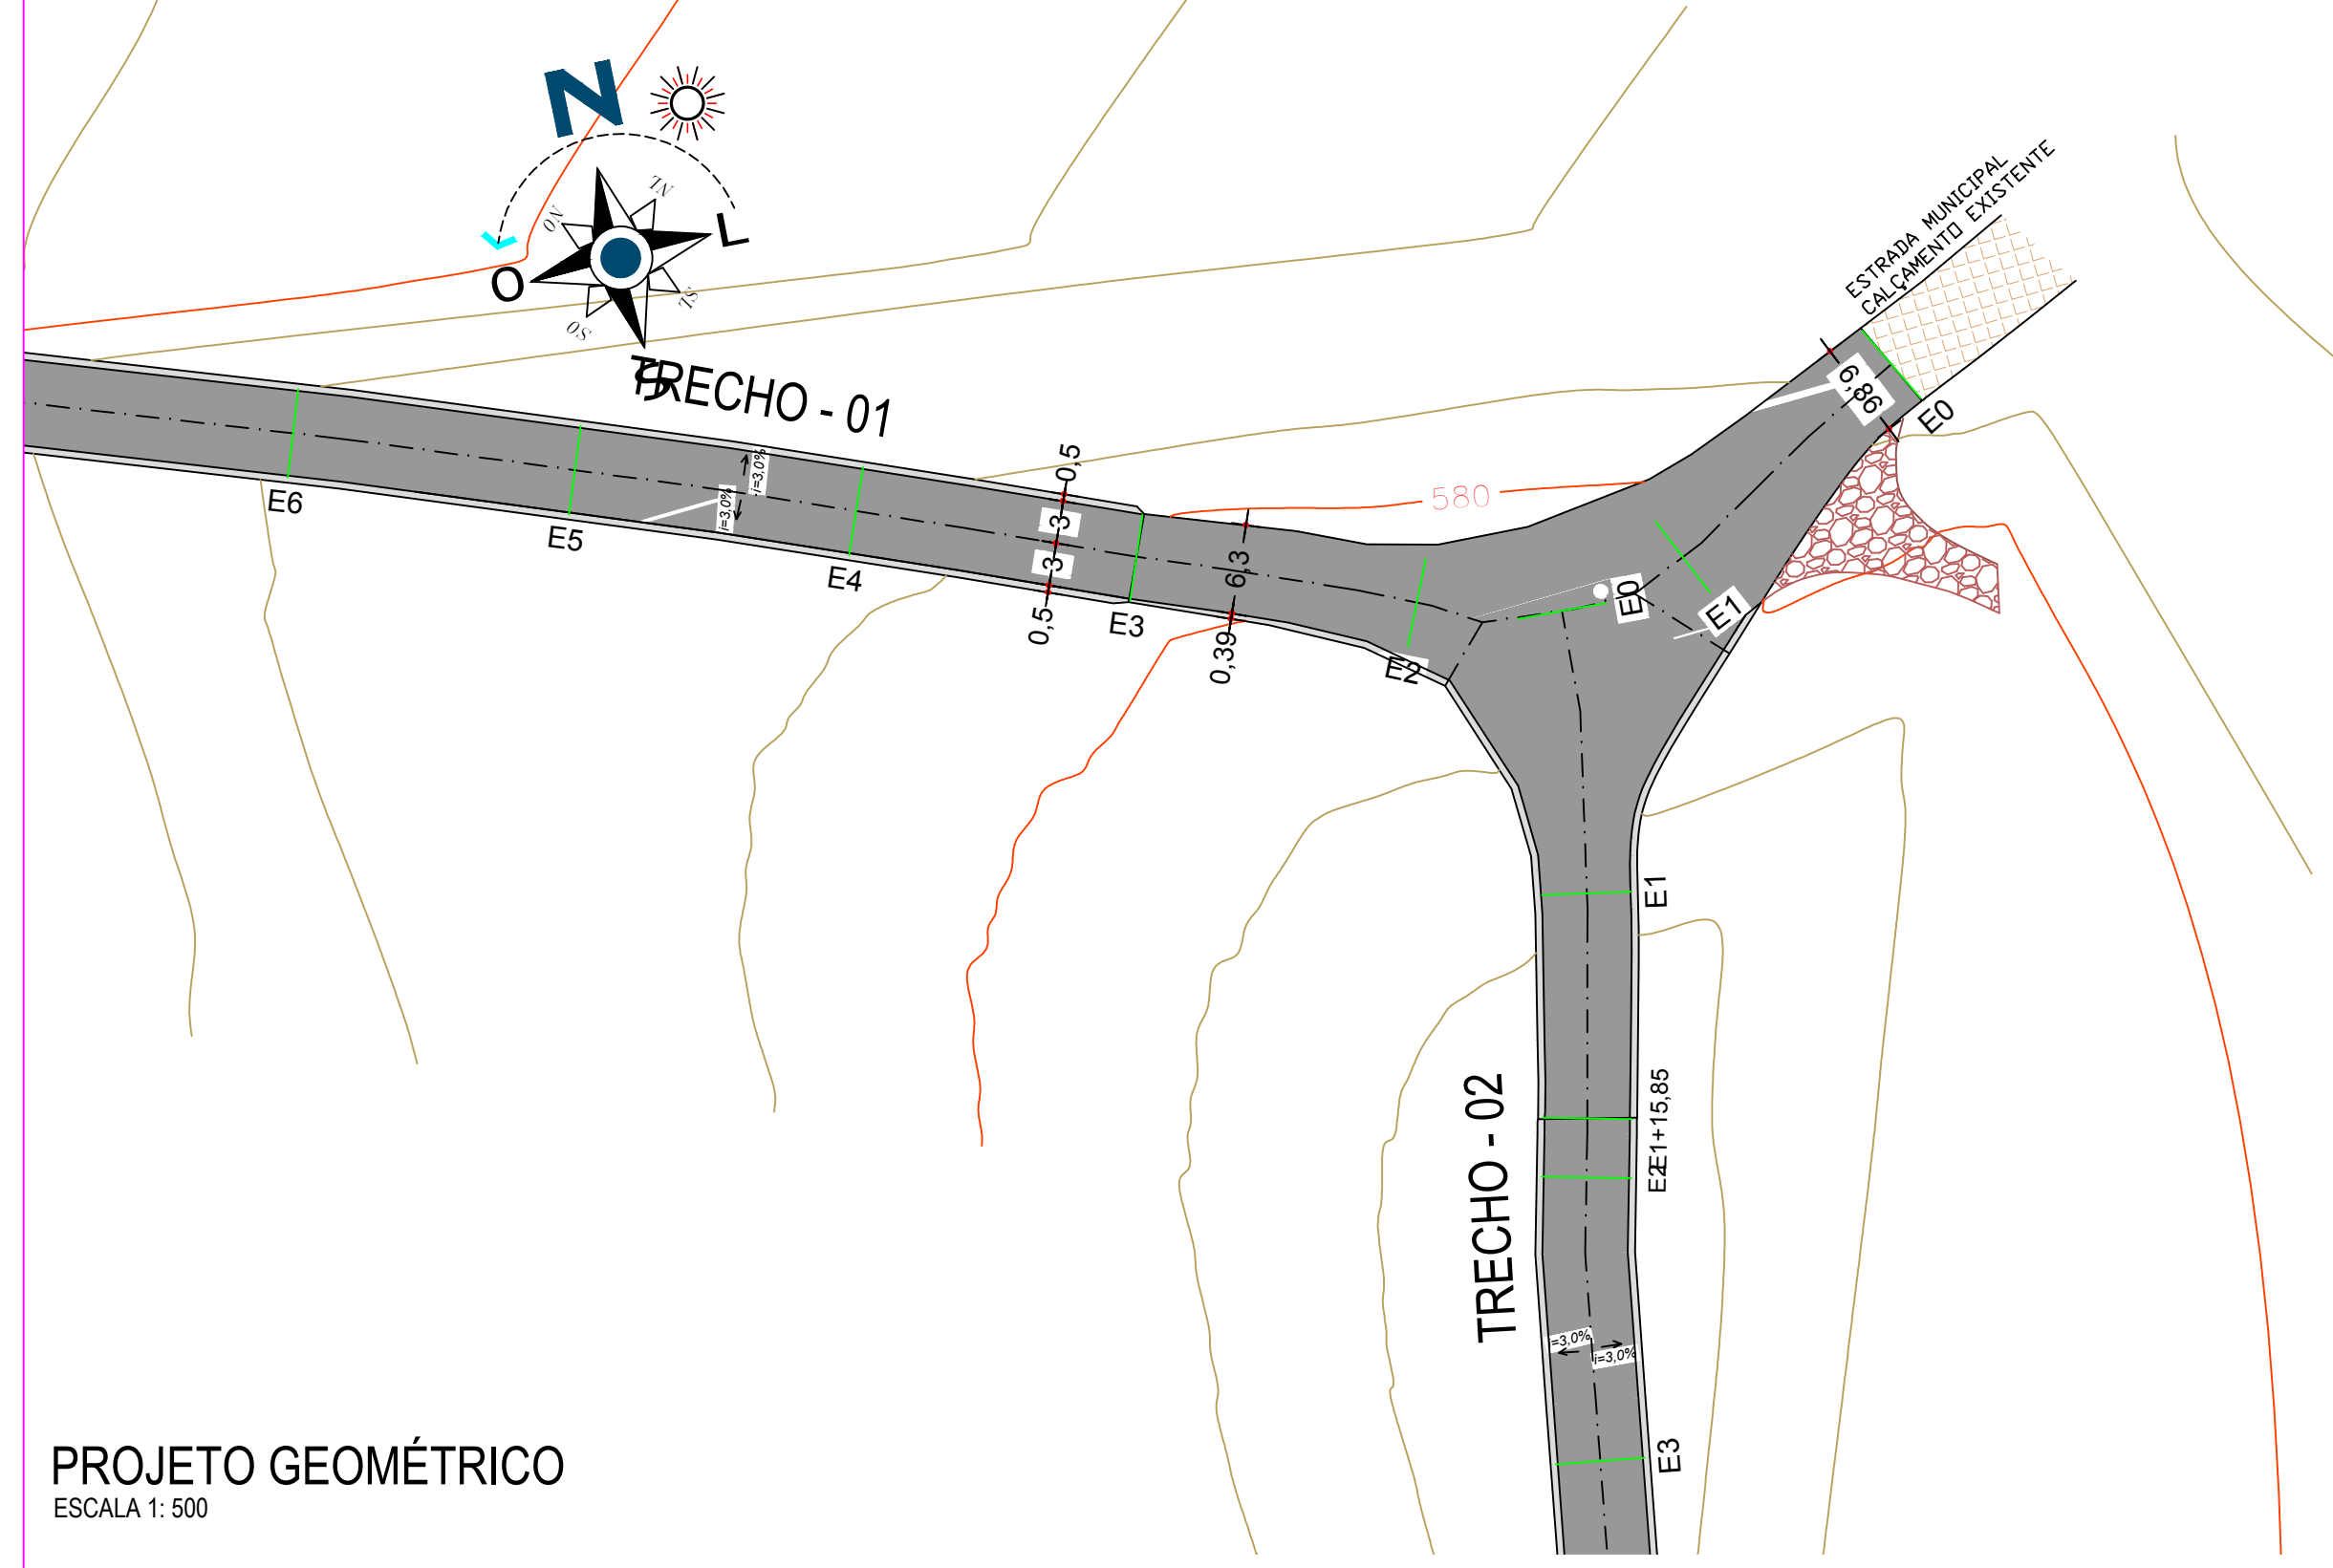 N
NL
NO
L
O
SL
SO
S
TRECHO - 01
ESTRADA MUNICIPAL
CALÇAMENTO EXISTENTE
6,86
E0
580
0,5
3
3
0,5
6,3
0,39
i=3,0%
i=3,0%
E6
E5
E4
E3
E2
E0
E1
E1
E1+15,85
E2
TRECHO - 02
i=3,0%
i=3,0%
E3
PROJETO GEOMÉTRICO
ESCALA 1: 500